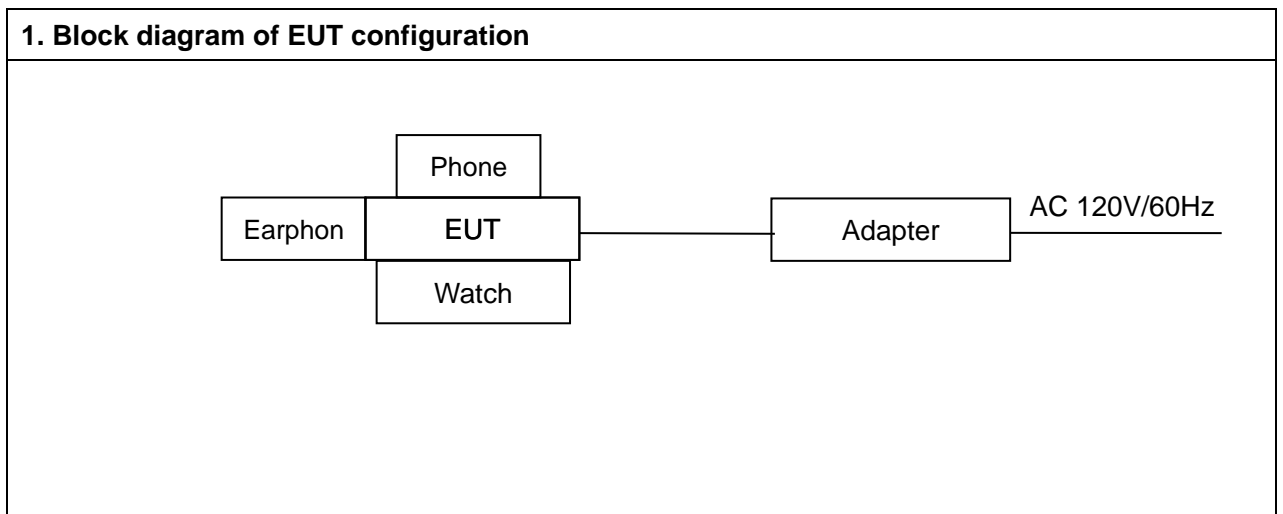 1. Block diagram of EUT configuration
Phone
Earphon
EUT
Adapter
AC 120V/60Hz
Watch